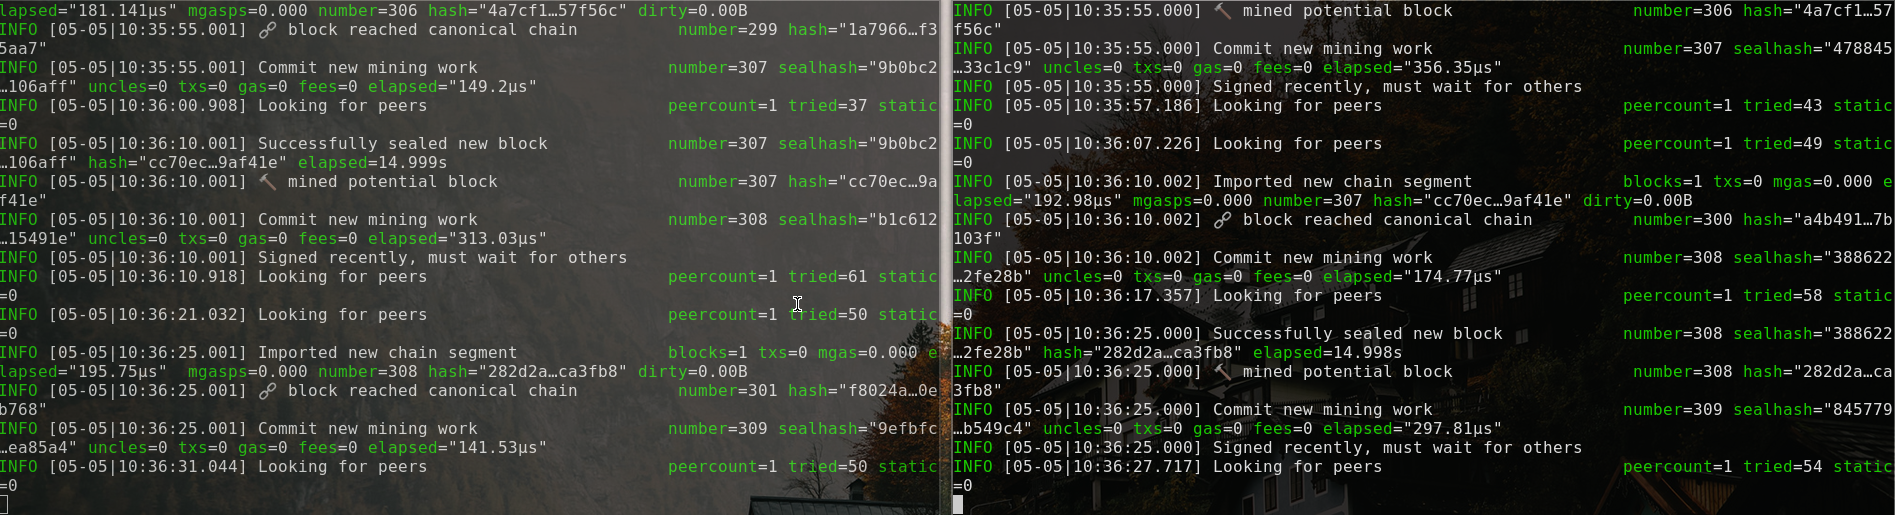 lapsed="181.141µs" mgasps=0.000 number=306 hash="4a7cf1…57f56c" dirty=0.00B
INFO [05-05|10:35:55.001] 🔗 block reached canonical chain          number=299 hash="1a7966…f3
5aa7"
INFO [05-05|10:35:55.001] Commit new mining work                   number=307 sealhash="9b0bc2
…106aff" uncles=0 txs=0 gas=0 fees=0 elapsed="149.2µs"
INFO [05-05|10:36:00.908] Looking for peers                        peercount=1 tried=37 static
=0
INFO [05-05|10:36:10.001] Successfully sealed new block            number=307 sealhash="9b0bc2
…106aff" hash="cc70ec…9af41e" elapsed=14.999s
INFO [05-05|10:36:10.001] 🔨 mined potential block                  number=307 hash="cc70ec…9a
f41e"
INFO [05-05|10:36:10.001] Commit new mining work                   number=308 sealhash="b1c612
…15491e" uncles=0 txs=0 gas=0 fees=0 elapsed="313.03µs"
INFO [05-05|10:36:10.001] Signed recently, must wait for others
INFO [05-05|10:36:10.918] Looking for peers                        peercount=1 tried=61 static
=0
INFO [05-05|10:36:21.032] Looking for peers                        peercount=1 tried=50 static
=0
INFO [05-05|10:36:25.001] Imported new chain segment               blocks=1 txs=0 mgas=0.000 e
lapsed="195.75µs"  mgasps=0.000 number=308 hash="282d2a…ca3fb8" dirty=0.00B
INFO [05-05|10:36:25.001] 🔗 block reached canonical chain          number=301 hash="f8024a…0e
b768"
INFO [05-05|10:36:25.001] Commit new mining work                   number=309 sealhash="9efbfc
…ea85a4" uncles=0 txs=0 gas=0 fees=0 elapsed="141.53µs"
INFO [05-05|10:36:31.044] Looking for peers                        peercount=1 tried=50 static
=0
INFO [05-05|10:35:55.000] 🔨 mined potential block                  number=306 hash="4a7cf1…57
f56c"
INFO [05-05|10:35:55.000] Commit new mining work                   number=307 sealhash="478845
…33c1c9" uncles=0 txs=0 gas=0 fees=0 elapsed="356.35µs"
INFO [05-05|10:35:55.000] Signed recently, must wait for others
INFO [05-05|10:35:57.186] Looking for peers                        peercount=1 tried=43 static
=0
INFO [05-05|10:36:07.226] Looking for peers                        peercount=1 tried=49 static
=0
INFO [05-05|10:36:10.002] Imported new chain segment               blocks=1 txs=0 mgas=0.000 e
lapsed="192.98µs" mgasps=0.000 number=307 hash="cc70ec…9af41e" dirty=0.00B
INFO [05-05|10:36:10.002] 🔗 block reached canonical chain          number=300 hash="a4b491…7b
103f"
INFO [05-05|10:36:10.002] Commit new mining work                   number=308 sealhash="388622
…2fe28b" uncles=0 txs=0 gas=0 fees=0 elapsed="174.77µs"
INFO [05-05|10:36:17.357] Looking for peers                        peercount=1 tried=58 static
=0
INFO [05-05|10:36:25.000] Successfully sealed new block            number=308 sealhash="388622
…2fe28b" hash="282d2a…ca3fb8" elapsed=14.998s
INFO [05-05|10:36:25.000] 🔨 mined potential block                  number=308 hash="282d2a…ca
3fb8"
INFO [05-05|10:36:25.000] Commit new mining work                   number=309 sealhash="845779
…b549c4" uncles=0 txs=0 gas=0 fees=0 elapsed="297.81µs"
INFO [05-05|10:36:25.000] Signed recently, must wait for others
INFO [05-05|10:36:27.717] Looking for peers                        peercount=1 tried=54 static
=0